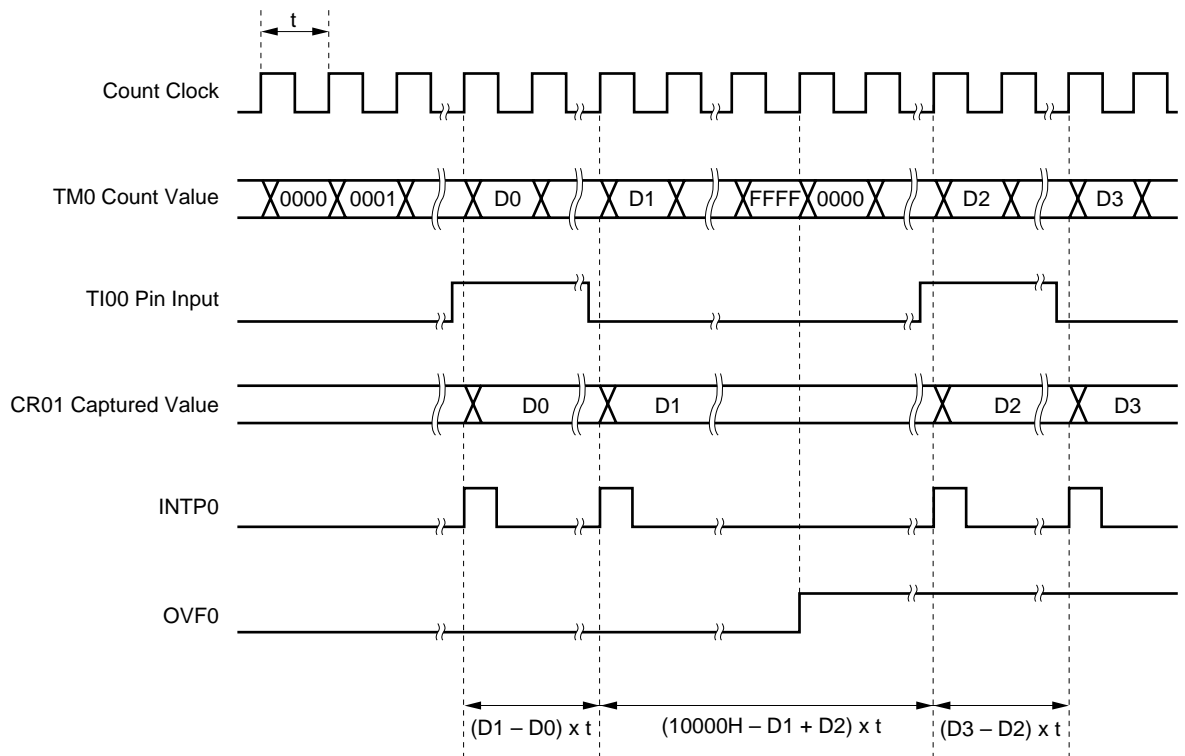 t
Count Clock
TM0 Count Value
0000 0001 D0 D1 FFFF 0000 D2 D3
TI00 Pin Input
CR01 Captured Value
D0 D1 D2 D3
INTP0
OVF0
(D1 – D0) x t (10000H – D1 + D2) x t (D3 – D2) x t